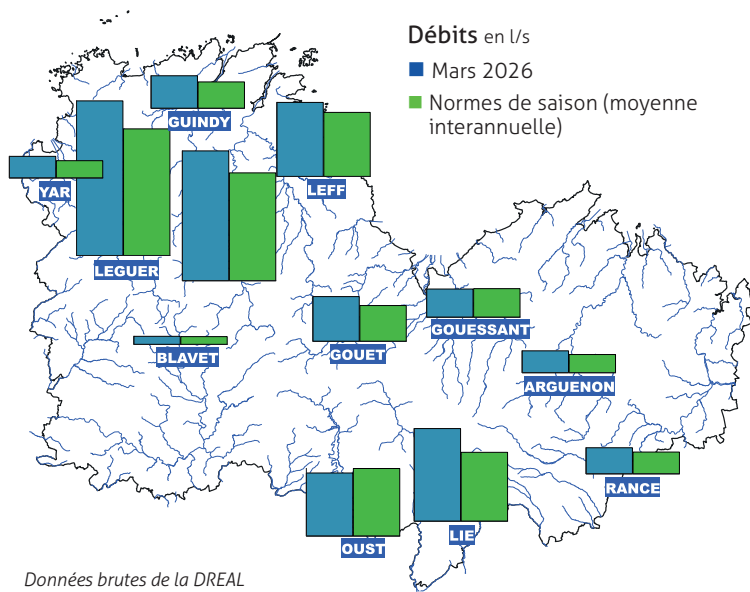 Débits en l/s
Mars 2026
Normes de saison (moyenne
interannuelle)
GUINDY
YAR
LEFF
LEGUER
GOUESSANT
BLAVET
GOUET
ARGUENON
RANCE
LIE
OUST
Données brutes de la DREAL